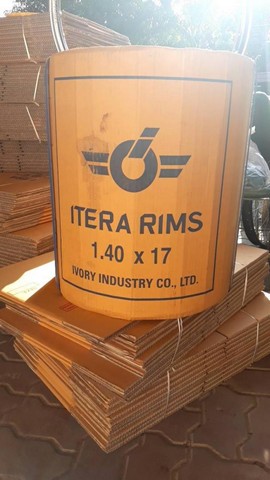 ITERA RIMS
1.40 x 17
IVORY INDUSTRY CO., LTD.